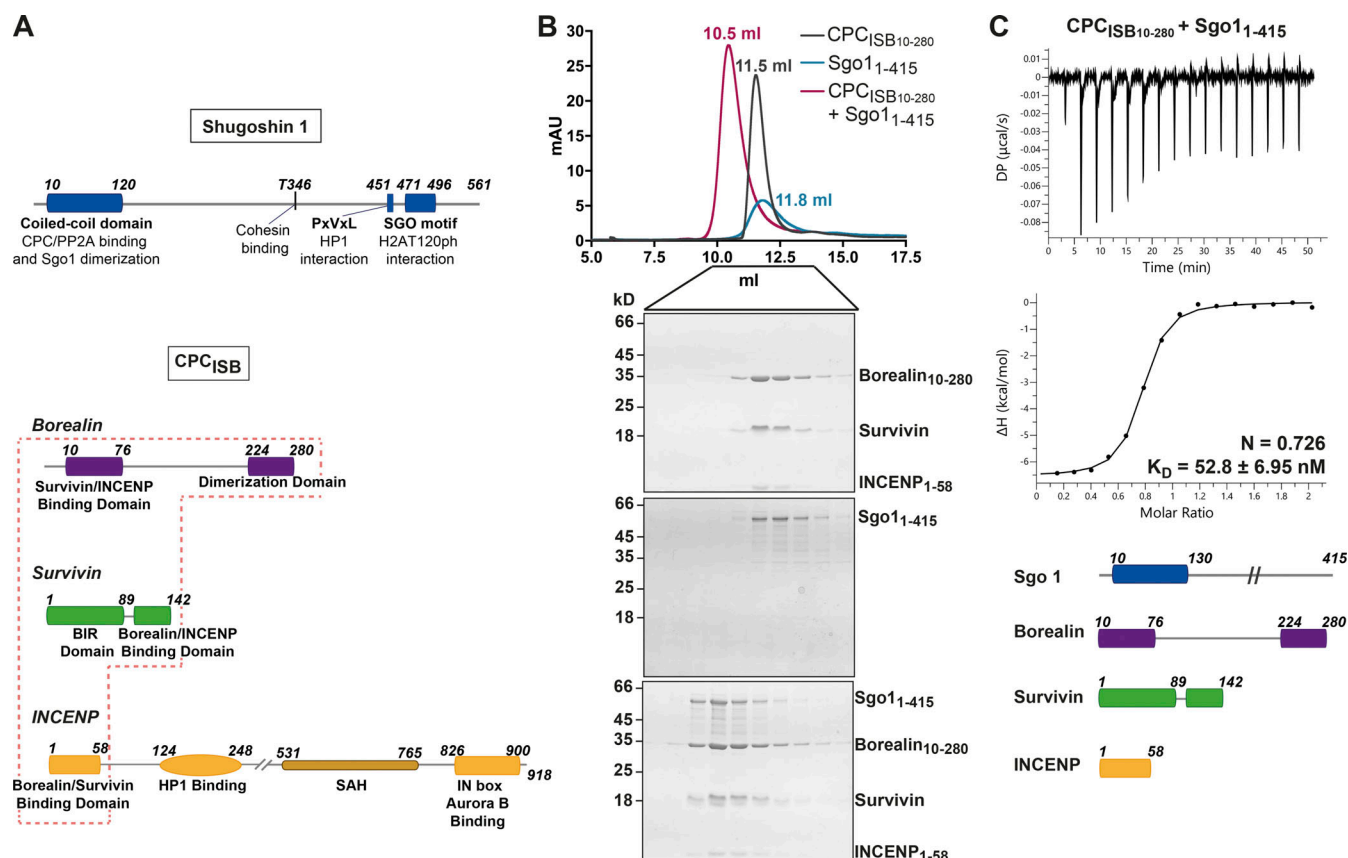 A
Shugoshin 1
10 120 T346 451 471 496 561
Coiled-coil domain
CPC/PP2A binding
and Sgo1 dimerization
Cohesin
binding
PxVxL
HP1
interaction
SGO motif
H2AT120ph
interaction
CPCISB
Borealin
10 76 224 280
Survivin/INCENP
Binding Domain
Dimerization Domain
Survivin
1 89 142
BIR
Domain
Borealin/INCENP
Binding Domain
INCENP
1 58 124 248 531 765 826 900
918
Borealin/Survivin
Binding Domain
HP1 Binding
SAH
IN box
Aurora B
Binding
B
10.5 ml
11.5 ml
11.8 ml
CPCISB10-280
Sgo11-415
CPCISB10-280
+ Sgo11-415
mAU
30
25
20
15
10
5
0
5.0 7.5 10.0 12.5 15.0 17.5
ml
kD
66
45
35
25
18
Borealin10-280
Survivin
INCENP1-58
66
45
35
25
18
Sgo11-415
66
45
35
25
18
Sgo11-415
Borealin10-280
Survivin
INCENP1-58
C
CPCISB10-280 + Sgo11-415
DP (µcal/s)
0.01
0
-0.01
-0.02
-0.03
-0.04
-0.05
-0.06
-0.07
-0.08
0 5 10 15 20 25 30 35 40 45 50
Time (min)
ΔH (kcal/mol)
0
-1
-2
-3
-4
-5
-6
N = 0.726
KD = 52.8 ± 6.95 nM
0 0.2 0.4 0.6 0.8 1 1.2 1.4 1.6 1.8 2
Molar Ratio
Sgo 1
10 130 415
Borealin
10 76 224 280
Survivin
1 89 142
INCENP
1 58